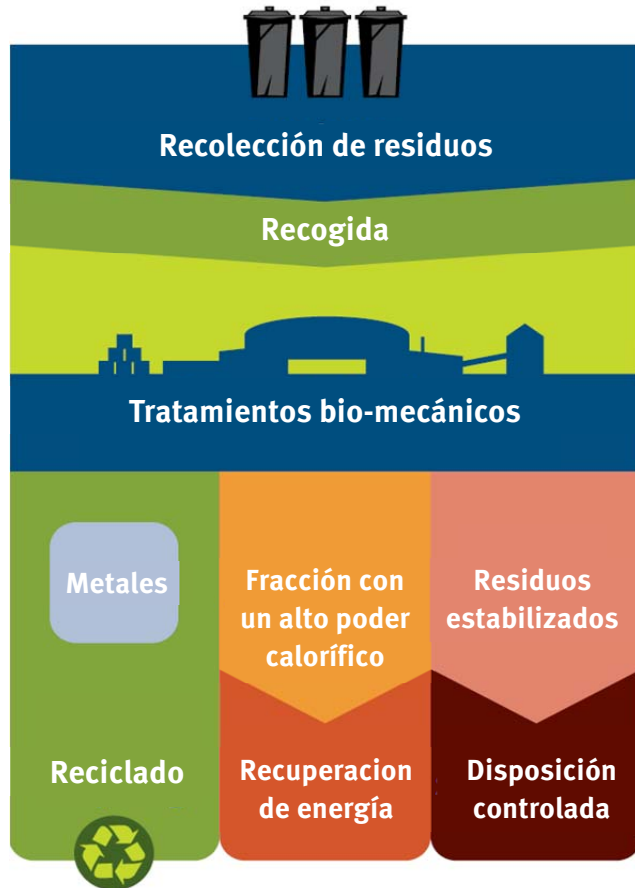 Recolección de residuos
Recogida
Tratamientos bio-mecánicos
Metales
Fracción con
un alto poder
calorífico
Residuos
estabilizados
Reciclado
Recuperacion
de energía
Disposición
controlada